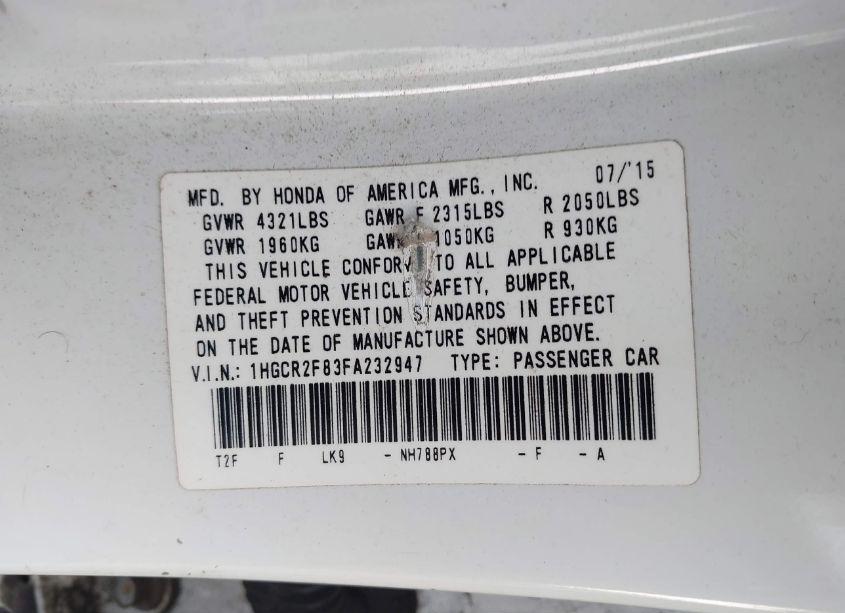 MFD. BY HONDA OF AMERICA MFG., INC. 07/'15
GVWR 4321LBS GAWR F 2315LBS R 2050LBS
GVWR 1960KG 1050KG R 930KG
THIS VEHICLE TO ALL APPLICABLE
FEDERAL MOTOR VEHICLE SAFETY, BUMPER,
AND THEFT PREVENTION STANDARDS IN EFFECT
ON THE DATE OF MANUFACTURE SHOWN ABOVE.
V.I.N.: 1HGCR2F83FA232947 TYPE: PASSENGER CAR
T2F F LK9 - NH788PX - F - A